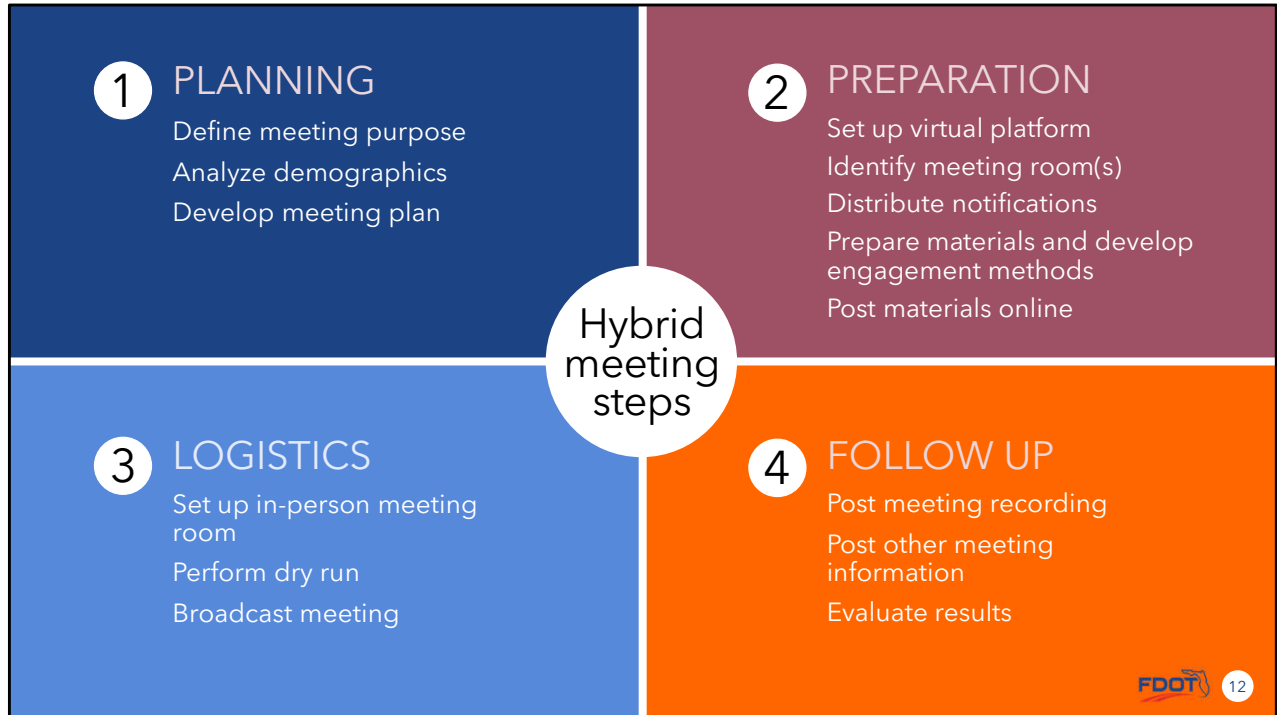 1 PLANNING
Define meeting purpose
Analyze demographics
Develop meeting plan
2 PREPARATION
Set up virtual platform
Identify meeting room(s)
Distribute notifications
Prepare materials and develop
engagement methods
Post materials online
Hybrid
meeting
steps
3 LOGISTICS
Set up in-person meeting
room
Perform dry run
Broadcast meeting
4 FOLLOW UP
Post meeting recording
Post other meeting
information
Evaluate results
FDOT 12